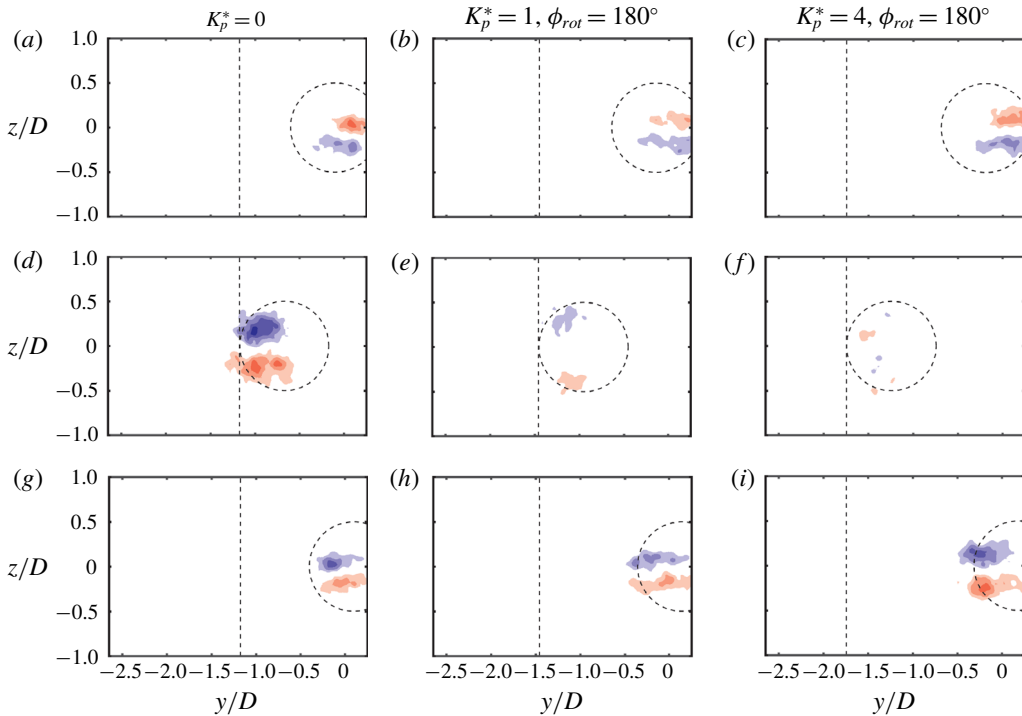 K*p = 0
K*p = 1, ϕrot = 180°
K*p = 4, ϕrot = 180°
(a) 1.0 (b) (c)
0.5
z/D 0
−0.5
−1.0
(d) 1.0 (e) (f)
0.5
z/D 0
−0.5
−1.0
(g) 1.0 (h) (i)
0.5
z/D 0
−0.5
−1.0
−2.5 −2.0 −1.5 −1.0 −0.5 0 −2.5 −2.0 −1.5 −1.0 −0.5 0 −2.5 −2.0 −1.5 −1.0 −0.5 0
y/D y/D y/D